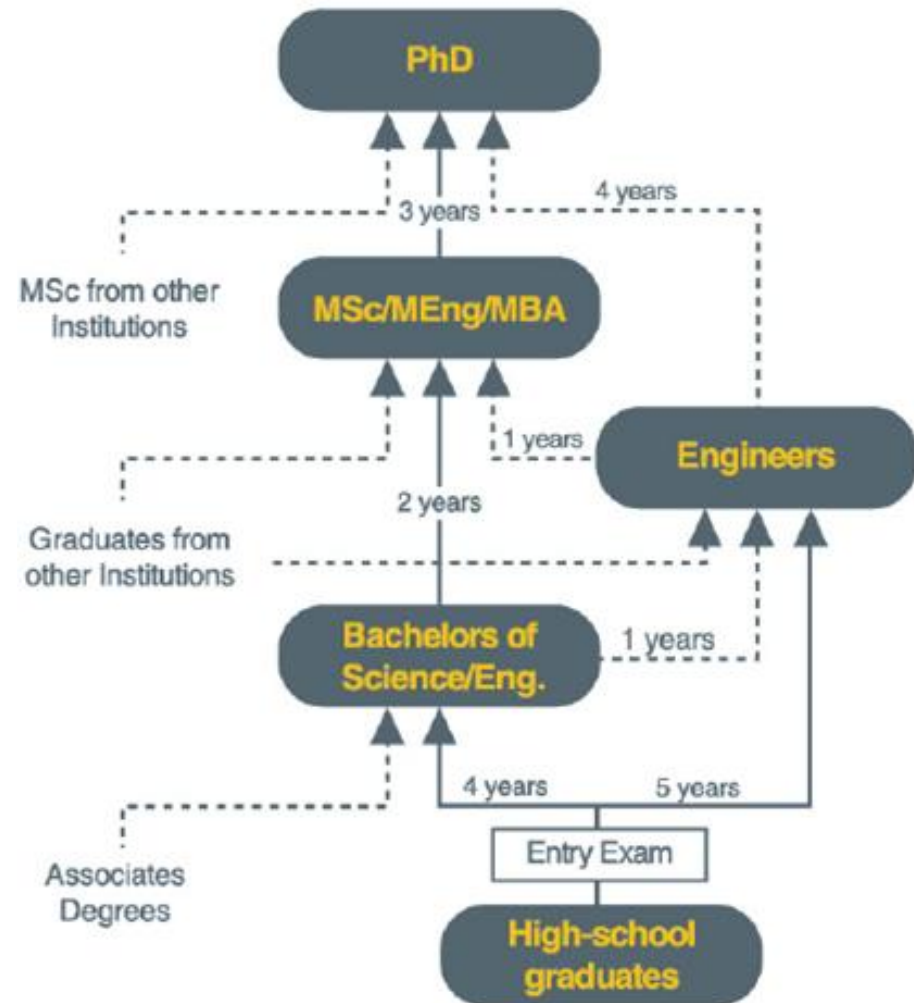 PhD
4 years
3 years
MSc from other
Institutions
MSc/MEng/MBA
1 years
Engineers
2 years
Graduates from
other Institutions
Bachelors of
Science/Eng.
1 years
4 years
5 years
Entry Exam
Associates
Degrees
High-school
graduates